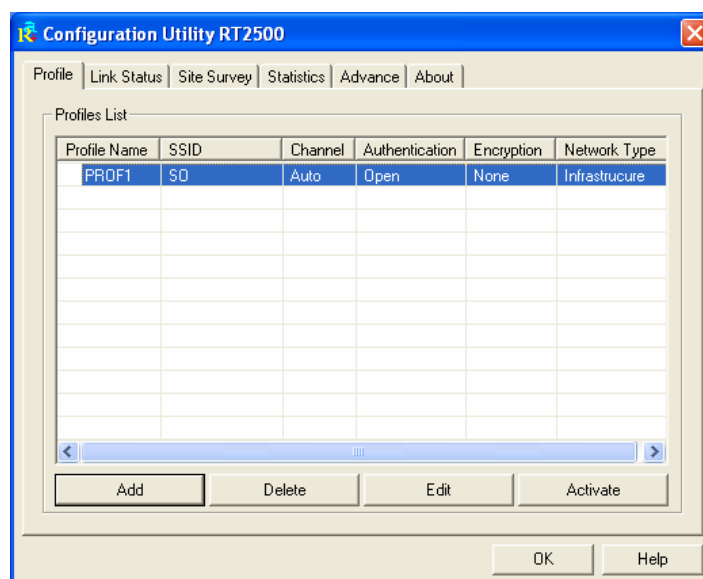 Configuration Utility RT2500
Profile Link Status Site Survey Statistics Advance About
Profiles List
Profile Name SSID Channel Authentication Encryption Network Type
PROF1 SO Auto Open None Infrastrucure
Add Delete Edit Activate
OK Help